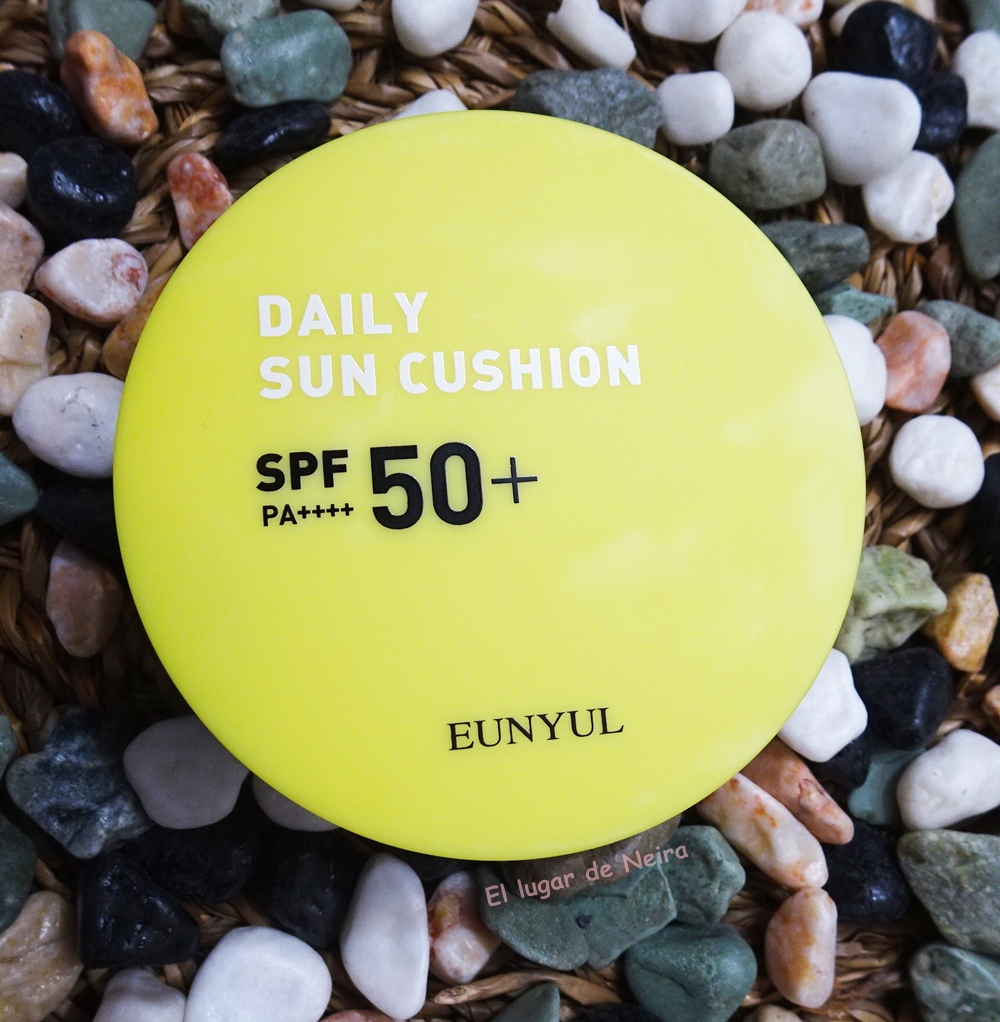 DAILY
SUN CUSHION
SPF 50+
PA++++
EUNYUL
El lugar de Neira